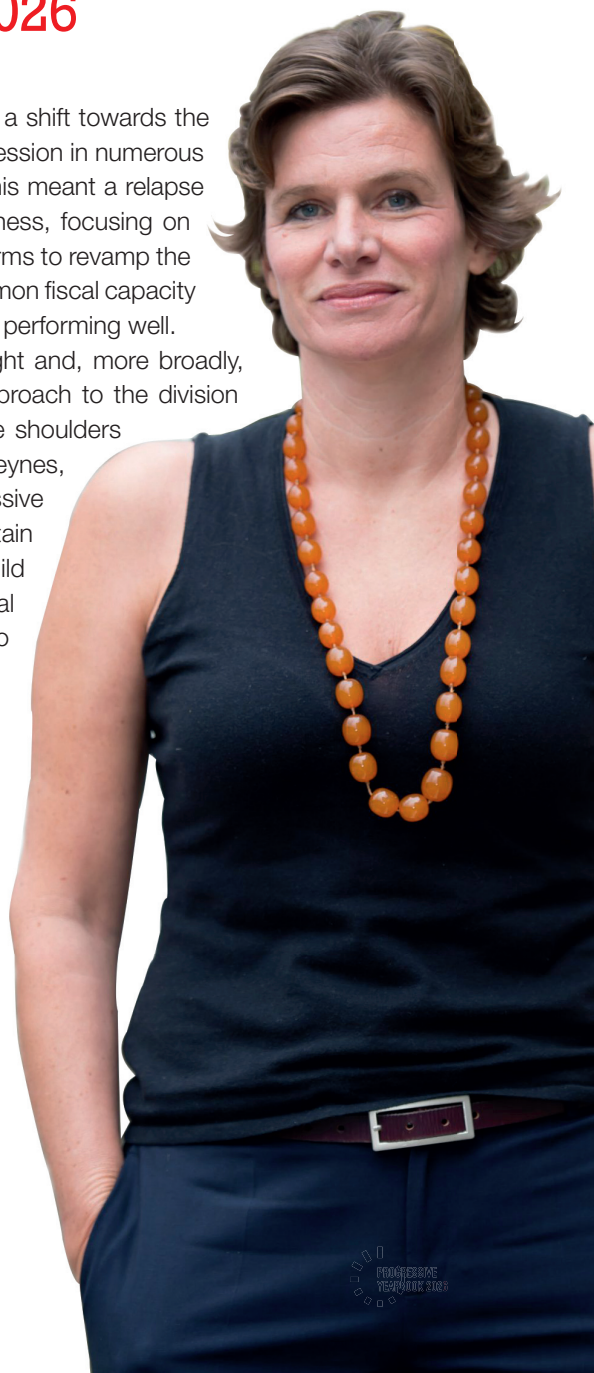 026
a shift towards the
ession in numerous
his meant a relapse
ness, focusing on
rms to revamp the
mon fiscal capacity
performing well.
ght and, more broadly,
proach to the division
e shoulders
eynes,
ssive
tain
ild
al
o
PROGRESSIVE
YEARBOOK 2026